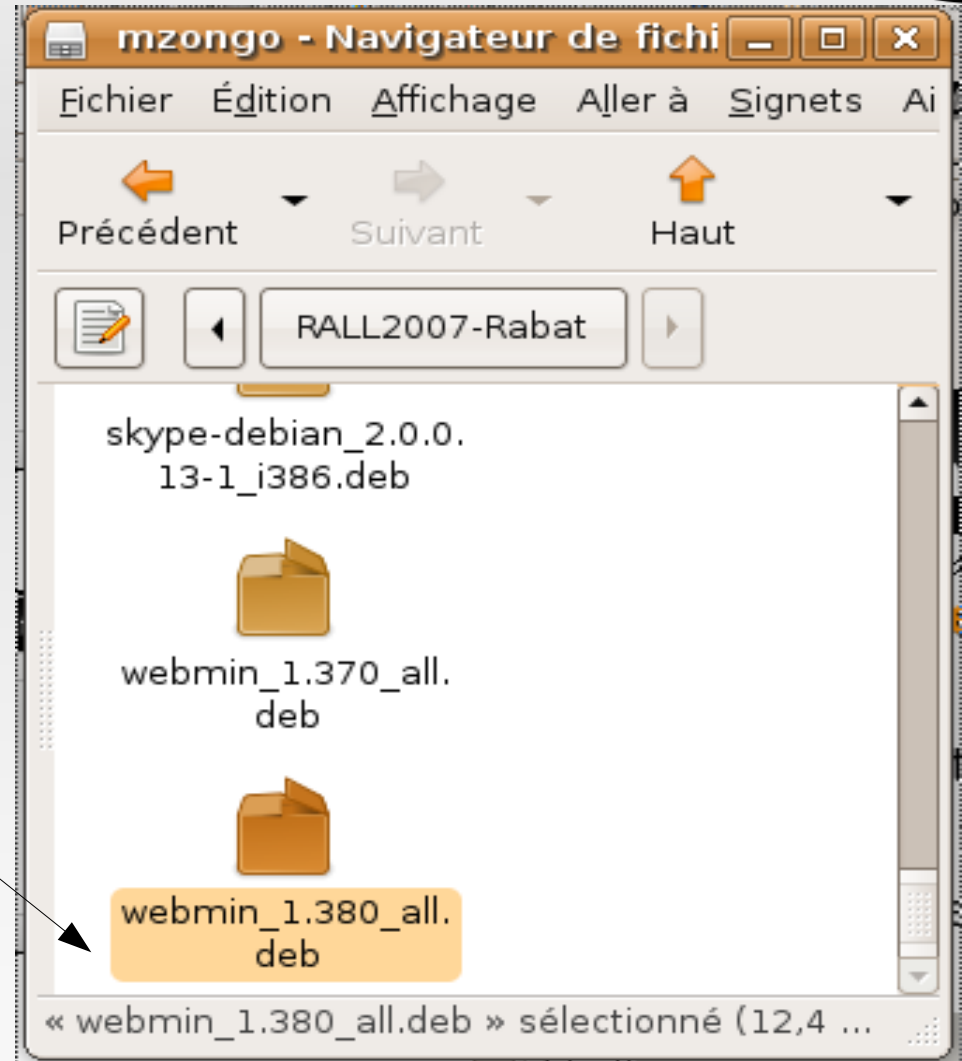 mzongo - Navigateur de fichi
Fichier Édition Affichage Aller à Signets Ai
Précédent Suivant Haut
RALL2007-Rabat
skype-debian_2.0.0.
13-1_i386.deb
webmin_1.370_all.
deb
webmin_1.380_all.
deb
« webmin_1.380_all.deb » sélectionné (12,4 ...